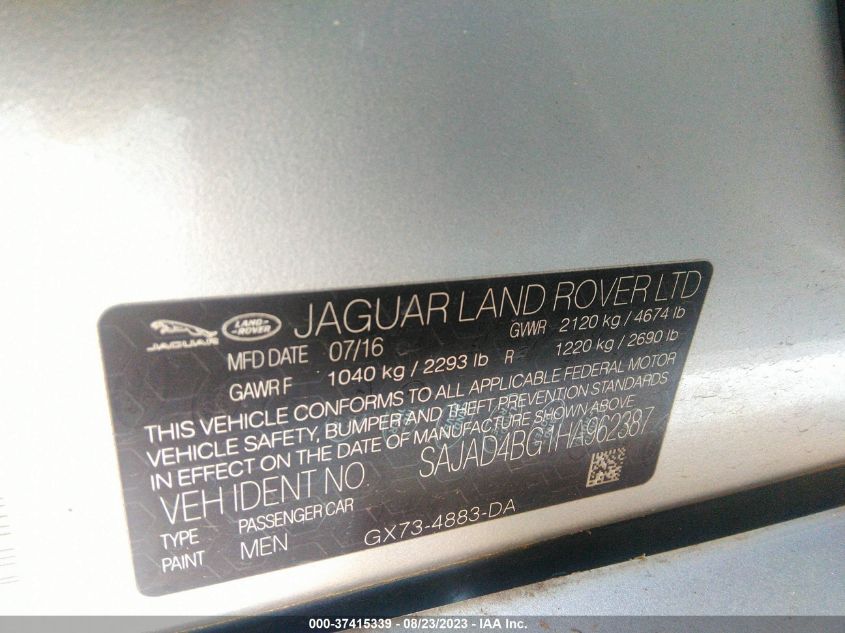 JAGUAR LAND-ROVER JAGUAR LAND ROVER LTD
MFD DATE 07/16 GVWR 2120 kg / 4674 lb
GAWR F 1040 kg / 2293 lb R 1220 kg / 2690 lb
THIS VEHICLE CONFORMS TO ALL APPLICABLE FEDERAL MOTOR
VEHICLE SAFETY, BUMPER AND THEFT PREVENTION STANDARDS
IN EFFECT ON THE DATE OF MANUFACTURE SHOWN ABOVE
VEH IDENT NO. SAJAD4BG1HA962387
TYPE PASSENGER CAR
PAINT MEN GX73-4883-DA
000-37415339 - 08/23/2023 - IAA Inc.